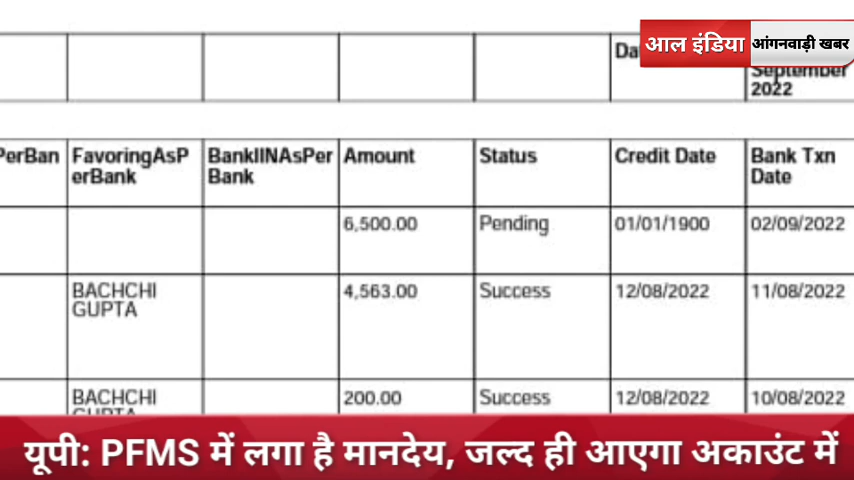 आल इंडिया आंगनवाड़ी खबर
September
2022
PerBan FavoringAsP BankIINAsPer Amount Status Credit Date Bank Txn
erBank Bank Date
6,500.00 Pending 01/01/1900 02/09/2022
BACHCHI 4,563.00 Success 12/08/2022 11/08/2022
GUPTA
BACHCHI 200.00 Success 12/08/2022 10/08/2022
GUPTA
यूपी: PFMS में लगा है मानदेय, जल्द ही आएगा अकाउंट में